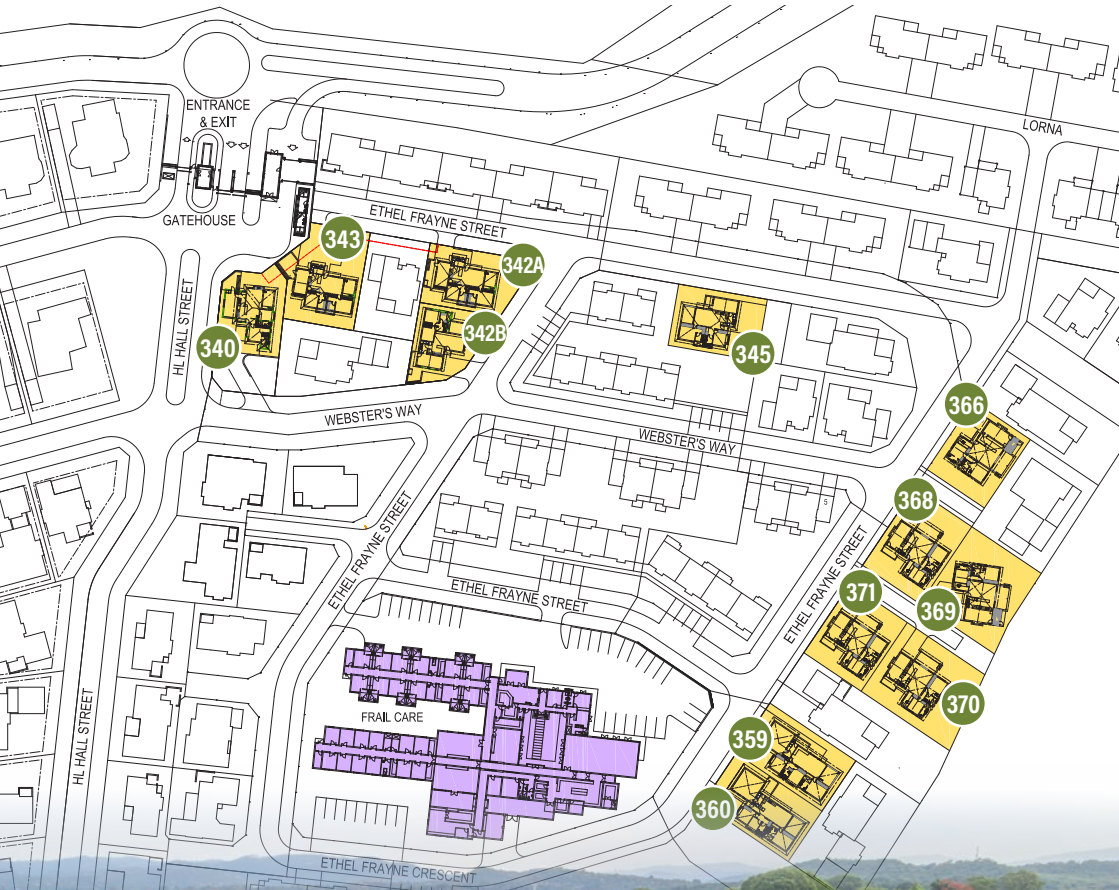 ENTRANCE
& EXIT
LORNA
GATEHOUSE
ETHEL FRAYNE STREET
343
342A
HL HALL STREET
340
342B
345
WEBSTER'S WAY
WEBSTER'S WAY
366
5
368
ETHEL FRAYNE STREET
ETHEL FRAYNE STREET
ETHEL FRAYNE STREET
371
369
370
HL HALL STREET
FRAIL CARE
359
360
ETHEL FRAYNE CRESCENT